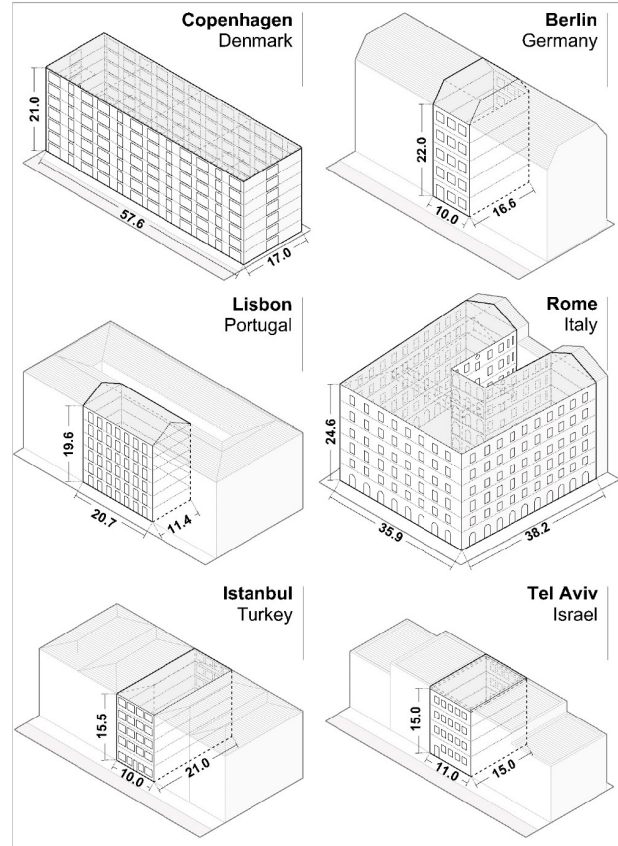 Copenhagen
Denmark
21.0
57.6
17.0
Berlin
Germany
22.0
10.0
16.6
Lisbon
Portugal
19.6
20.7
11.4
Rome
Italy
24.6
35.9
38.2
Istanbul
Turkey
15.5
10.0
21.0
Tel Aviv
Israel
15.0
11.0
15.0